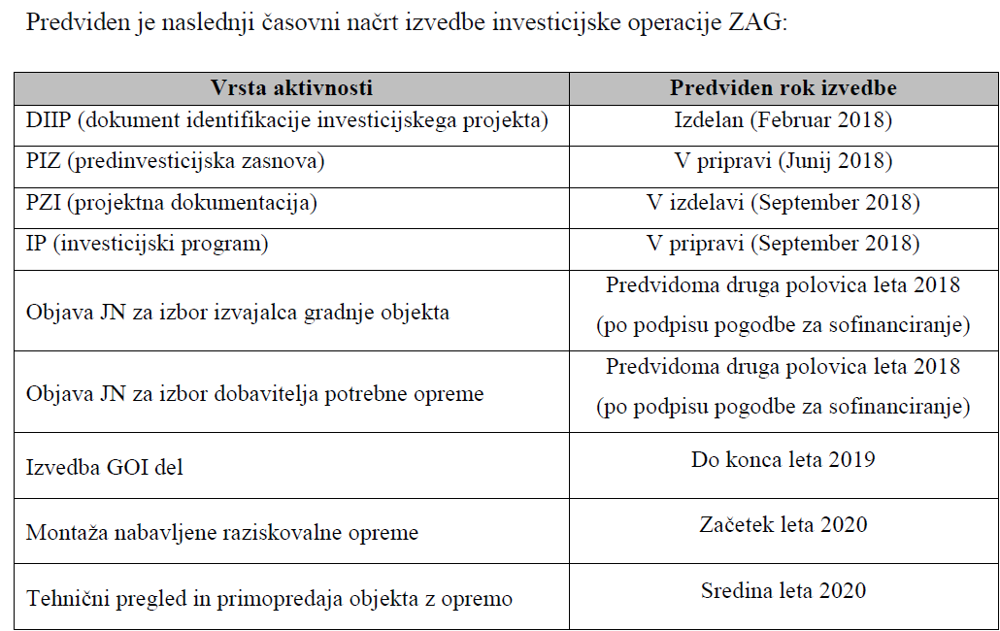 Predviden je naslednji časovni načrt izvedbe investicijske operacije ZAG:
Vrsta aktivnosti Predviden rok izvedbe
DIIP (dokument identifikacije investicijskega projekta) Izdelan (Februar 2018)
PIZ (predinvesticijska zasnova) V pripravi (Junij 2018)
PZI (projektna dokumentacija) V izdelavi (September 2018)
IP (investicijski program) V pripravi (September 2018)
Objava JN za izbor izvajalca gradnje objekta
Predvidoma druga polovica leta 2018
(po podpisu pogodbe za sofinanciranje)
Objava JN za izbor dobavitelja potrebne opreme
Predvidoma druga polovica leta 2018
(po podpisu pogodbe za sofinanciranje)
Izvedba GOI del Do konca leta 2019
Montaža nabavljene raziskovalne opreme Začetek leta 2020
Tehnični pregled in primopredaja objekta z opremo Sredina leta 2020